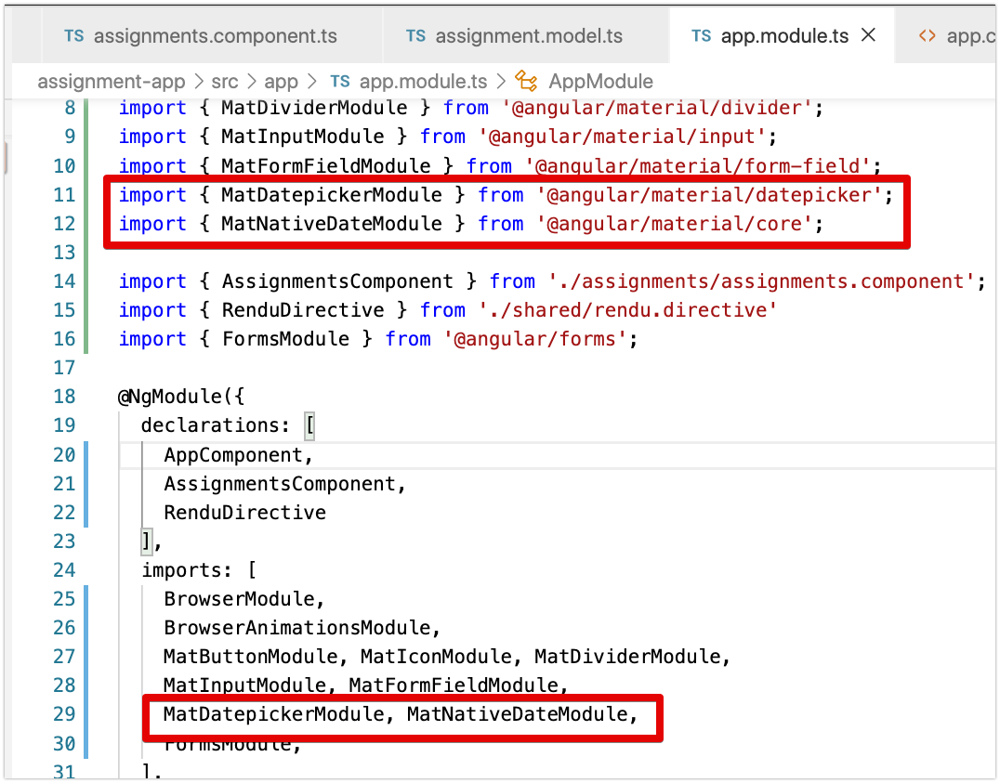 TS assignments.component.ts TS assignment.model.ts TS app.module.ts × <> app.c
assignment-app > src > app > TS app.module.ts > AppModule
8 import { MatDividerModule } from '@angular/material/divider';
9 import { MatInputModule } from '@angular/material/input';
10 import { MatFormFieldModule } from '@angular/material/form-field';
11 import { MatDatepickerModule } from '@angular/material/datepicker';
12 import { MatNativeDateModule } from '@angular/material/core';
13
14 import { AssignmentsComponent } from './assignments/assignments.component';
15 import { RenduDirective } from './shared/rendu.directive'
16 import { FormsModule } from '@angular/forms';
17
18 @NgModule({
19 declarations: [
20 AppComponent,
21 AssignmentsComponent,
22 RenduDirective
23 ],
24 imports: [
25 BrowserModule,
26 BrowserAnimationsModule,
27 MatButtonModule, MatIconModule, MatDividerModule,
28 MatInputModule, MatFormFieldModule,
29 MatDatepickerModule, MatNativeDateModule,
30 FormsModule,
31 ],